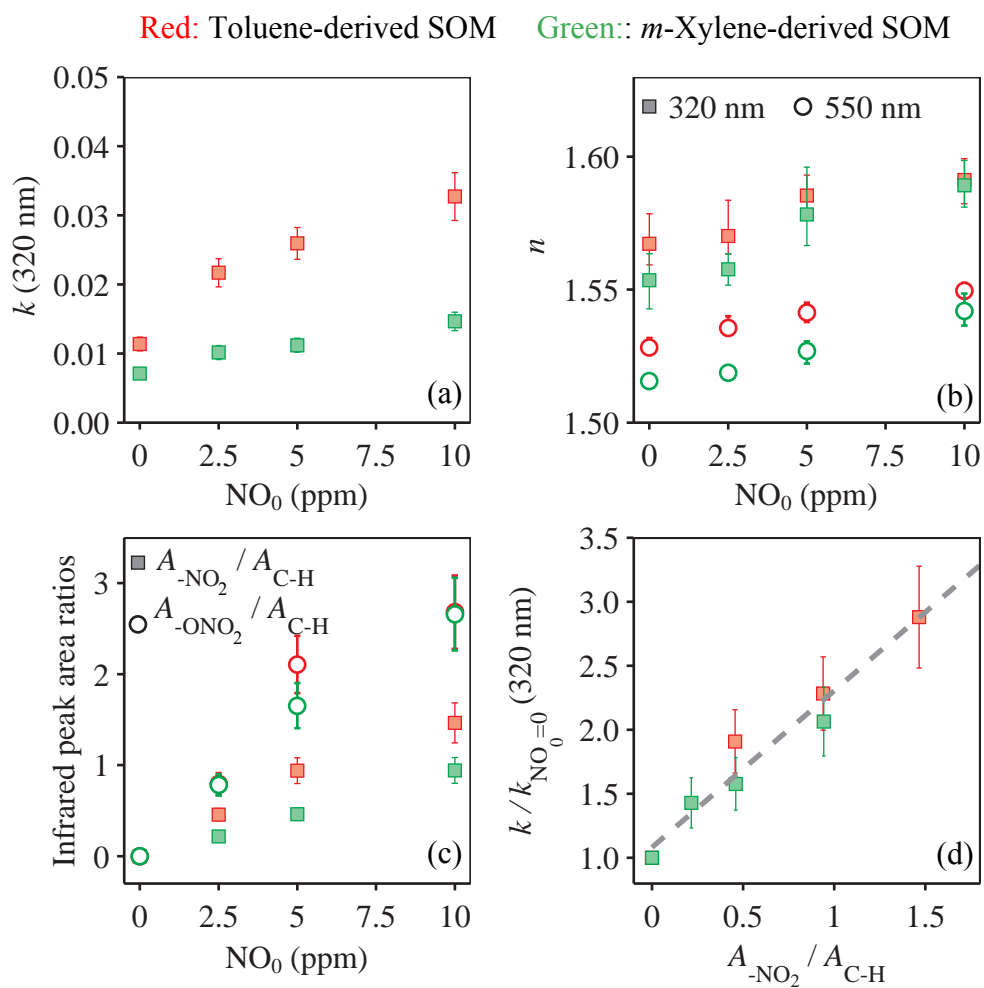 Red: Toluene-derived SOM Green:: m-Xylene-derived SOM
0.05
0.04
0.03
0.02
0.01
0.00
k (320 nm)
(a)
0 2.5 5 7.5 10
NO₀ (ppm)
320 nm 550 nm
1.60
1.55
1.50
n
(b)
0 2.5 5 7.5 10
NO₀ (ppm)
A-NO₂ / AC-H
A-ONO₂ / AC-H
3
2
1
0
Infrared peak area ratios
(c)
0 2.5 5 7.5 10
NO₀ (ppm)
3.5
3.0
2.5
2.0
1.5
1.0
k / kNO₀=0 (320 nm)
(d)
0 0.5 1 1.5
A-NO₂ / AC-H